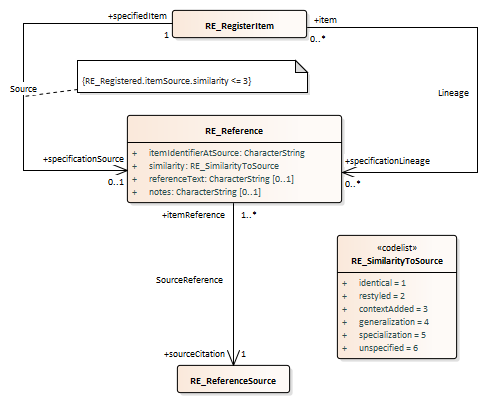 +specifiedItem
1
RE_RegisterItem
+item
0..*
Source
{RE_Registered.itemSource.similarity <= 3}
Lineage
RE_Reference
+ itemIdentifierAtSource: CharacterString
+ similarity: RE_SimilarityToSource
+ referenceText: CharacterString [0..1]
+ notes: CharacterString [0..1]
+specificationSource
0..1
+specificationLineage
0..*
+itemReference
1..*
SourceReference
«codelist»
RE_SimilarityToSource
+ identical = 1
+ restyled = 2
+ contextAdded = 3
+ generalization = 4
+ specialization = 5
+ unspecified = 6
+sourceCitation
1
RE_ReferenceSource